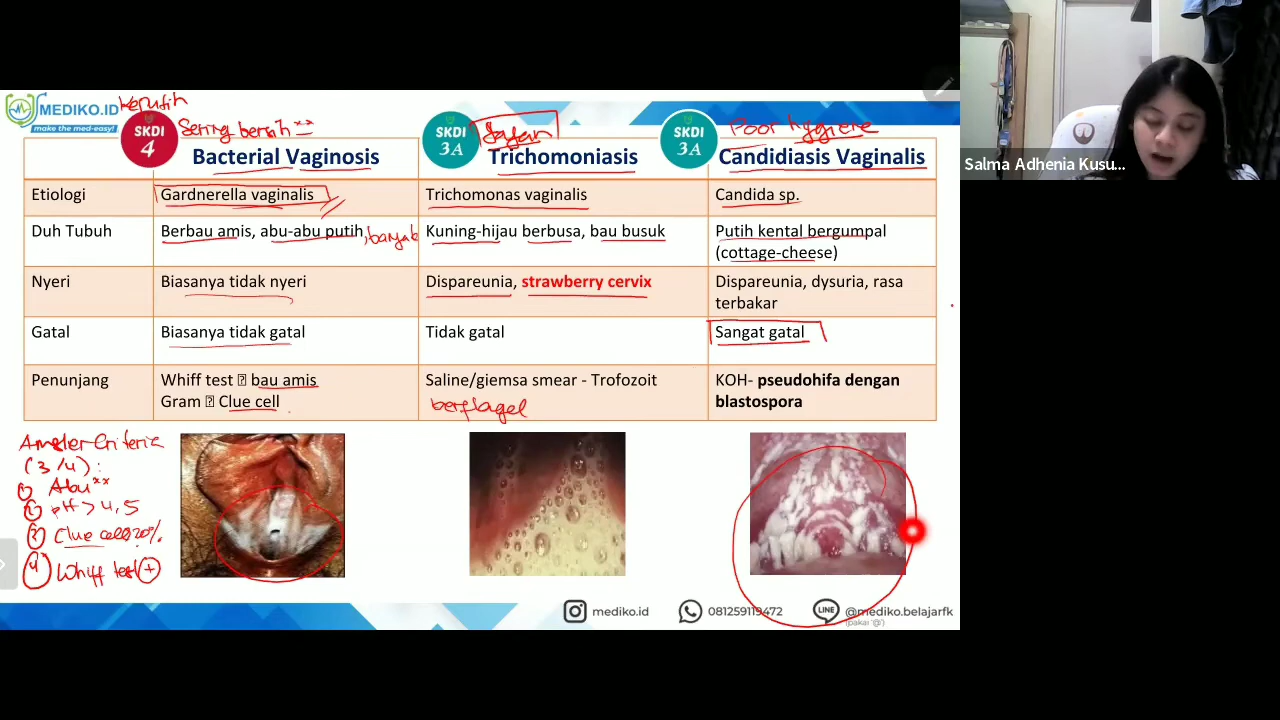 MEDIKO.ID
make the med-easy!
SKDI
4
Sering bersih"
SKDI
3A
SKDI
3A
Poor hygiene
Bacterial Vaginosis
Trichomoniasis
Candidiasis Vaginalis
Salma Adhenia Kusu...
Etiologi
Gardnerella vaginalis
Trichomonas vaginalis
Candida sp.
Duh Tubuh
Berbau amis, abu-abu putih, banyak
Kuning-hijau berbusa, bau busuk
Putih kental bergumpal
(cottage-cheese)
Nyeri
Biasanya tidak nyeri
Dispareunia, strawberry cervix
Dispareunia, dysuria, rasa
terbakar
Gatal
Biasanya tidak gatal
Tidak gatal
Sangat gatal
Penunjang
Whiff test bau amis
Gram Clue cell
Saline/giemsa smear - Trofozoit
berflagel
KOH- pseudohifa dengan
blastospora
Criteria
(3/4) :
Abu"
pH > 4,5
Clue cell 20%.
4 Whiff test +
mediko.id
081259119472
LINE
@mediko.belajarfk
(pakai '@')